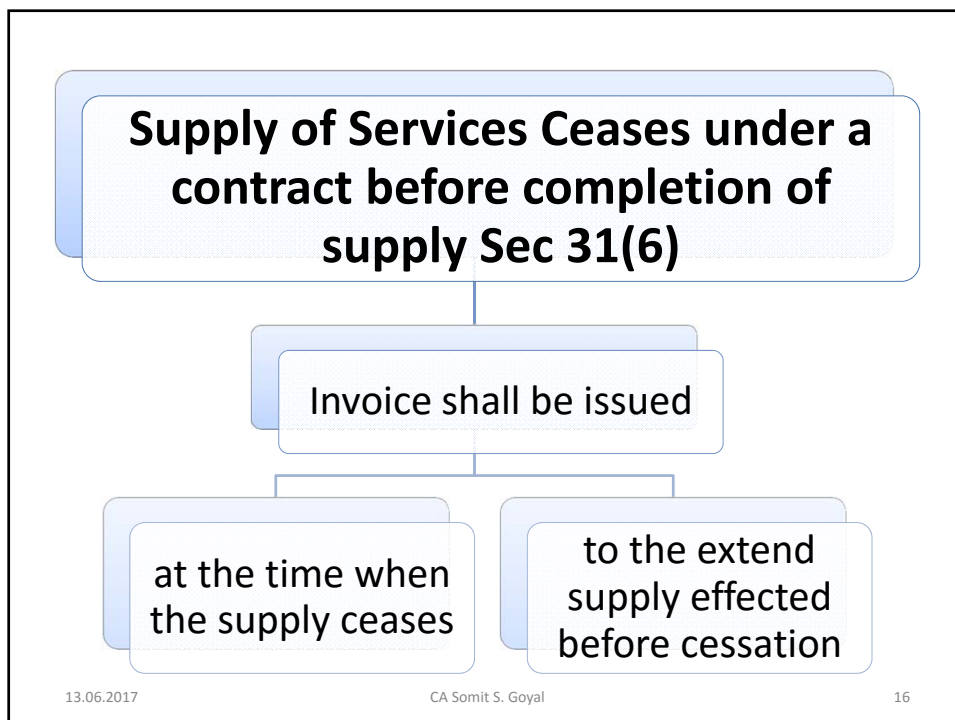 Supply of Services Ceases under a
contract before completion of
supply Sec 31(6)
Invoice shall be issued
at the time when
the supply ceases
to the extend
supply effected
before cessation
13.06.2017
CA Somit S. Goyal
16